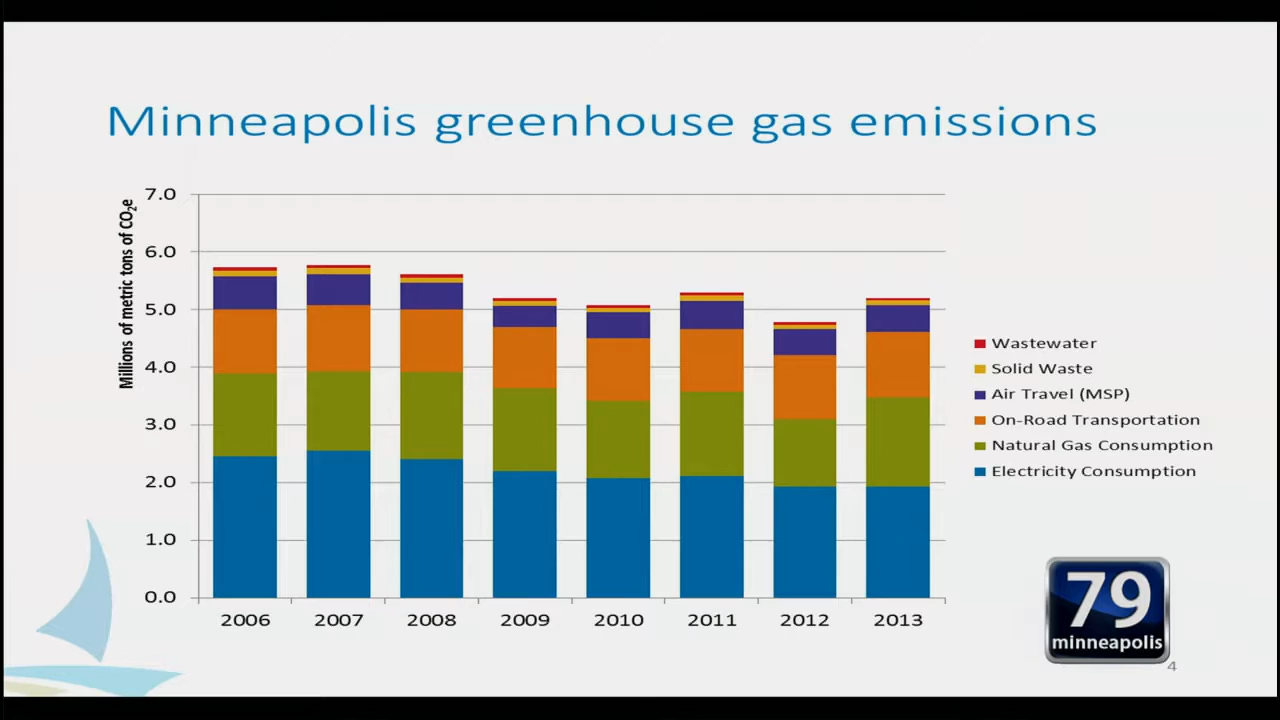 Minneapolis greenhouse gas emissions
Millions of metric tons of CO₂e
7.0
6.0
5.0
4.0
3.0
2.0
1.0
0.0
2006 2007 2008 2009 2010 2011 2012 2013
Wastewater
Solid Waste
Air Travel (MSP)
On-Road Transportation
Natural Gas Consumption
Electricity Consumption
79
minneapolis
4